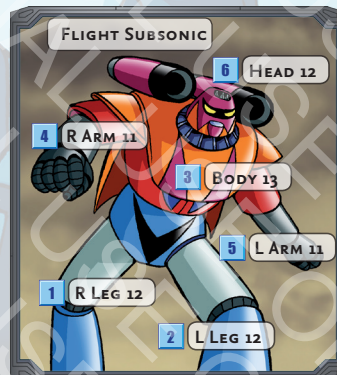 FLIGHT SUBSONIC
6 HEAD 12
4 R ARM 11
3 BODY 13
5 L ARM 11
1 R LEG 12
2 L LEG 12